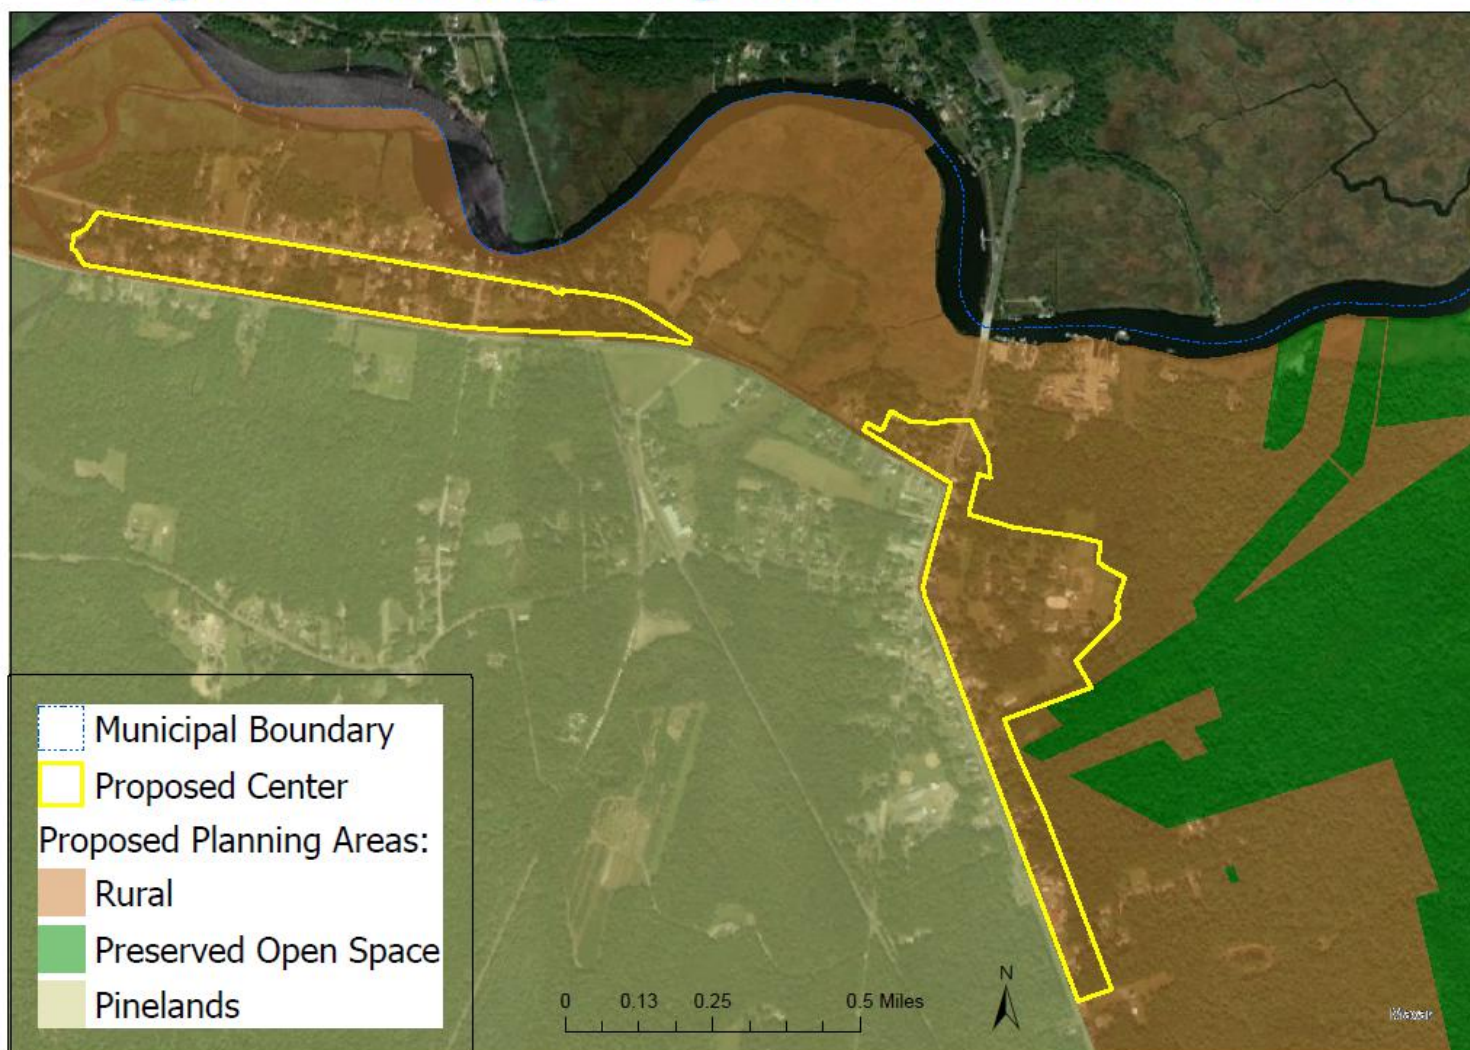 Municipal Boundary
Proposed Center
Proposed Planning Areas:
Rural
Preserved Open Space
Pinelands
0 0.13 0.25 0.5 Miles
N